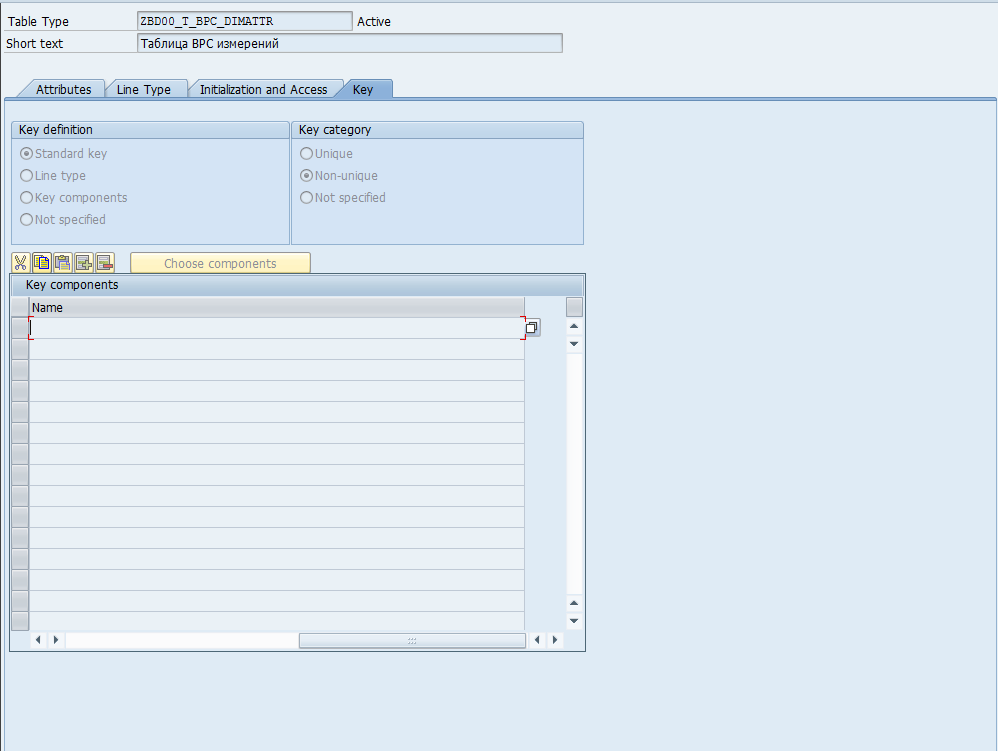 Table Type ZBD00_T_BPC_DIMATTR Active
Short text Таблица BPC измерений
Attributes Line Type Initialization and Access Key
Key definition Key category
Standard key Unique
Line type Non-unique
Key components Not specified
Not specified
Choose components
Key components
Name